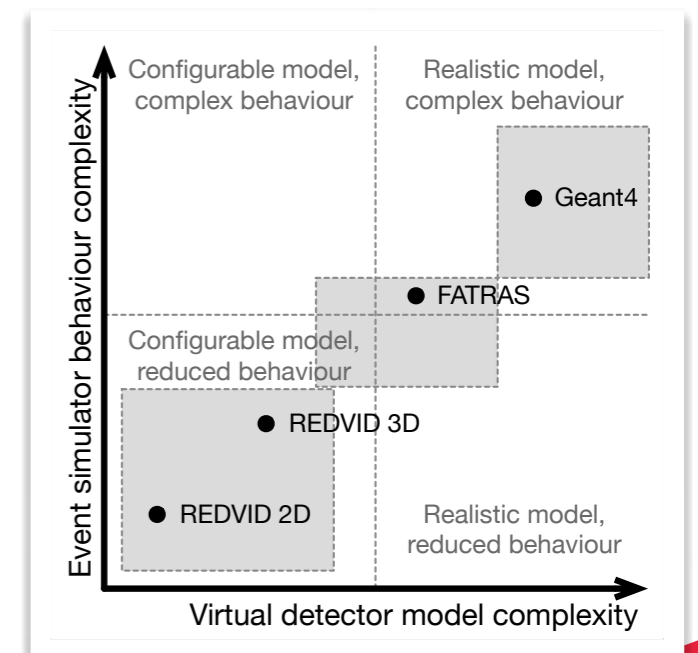 Configurable model,
complex behaviour
Realistic model,
complex behaviour
Geant4
FATRAS
Configurable model,
reduced behaviour
REDVID 3D
REDVID 2D
Realistic model,
reduced behaviour
Event simulator behaviour complexity
Virtual detector model complexity